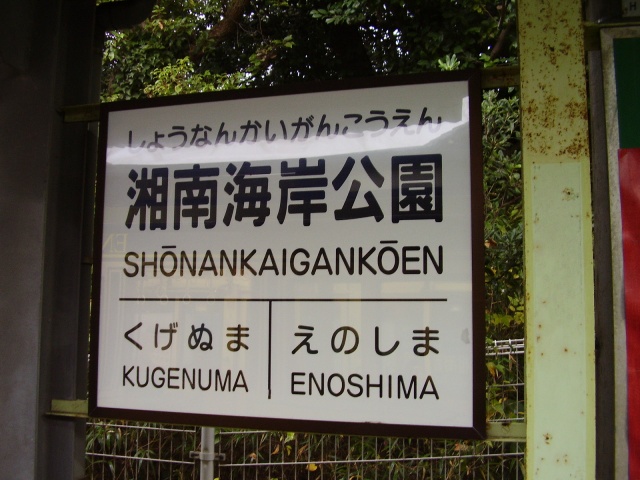 しょうなんかいがんこうえん
湘南海岸公園
SHŌNANKAIGANKŌEN
くげぬま えのしま
KUGENUMA ENOSHIMA